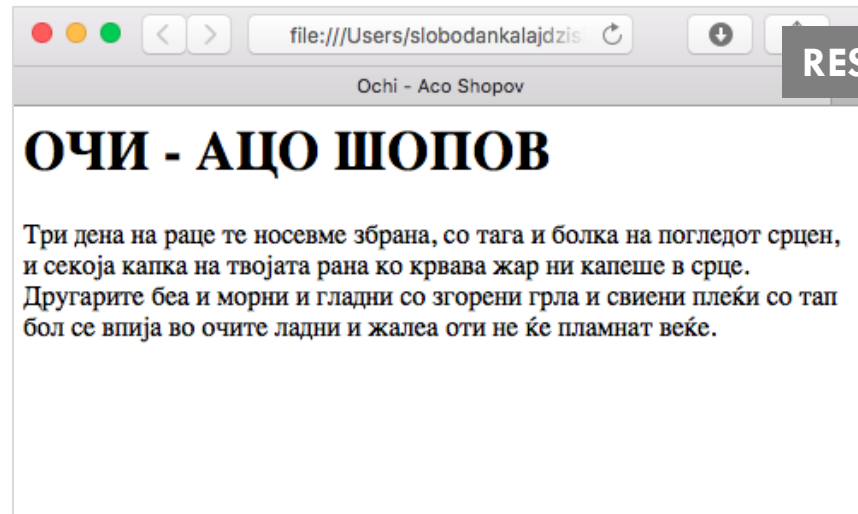 file:///Users/slobodankalajdzis
RES
Ochi - Aco Shopov
ОЧИ - АЦО ШОПОВ
Три дена на раце те носевме збрана, со тага и болка на погледот срцен,
и секоја капка на твојата рана ко крвава жар ни капеше в срце.
Другарите беа и морни и гладни со згорени грла и свиени плеќи со тап
бол се впија во очите ладни и жалеа оти не ќе пламнат веќе.